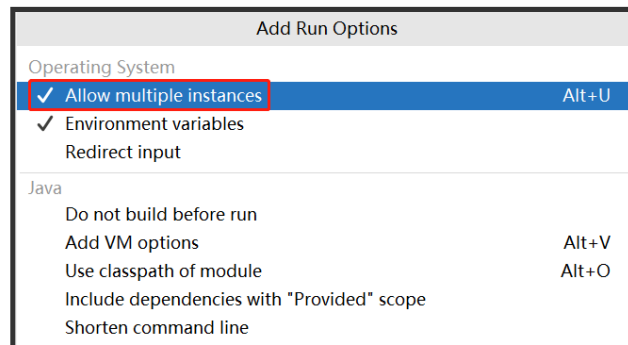 Add Run Options
Operating System
Allow multiple instances Alt+U
Environment variables
Redirect input
Java
Do not build before run
Add VM options Alt+V
Use classpath of module Alt+O
Include dependencies with "Provided" scope
Shorten command line